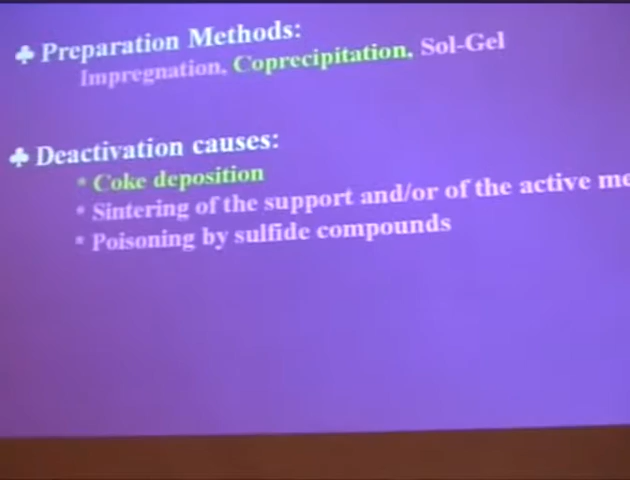 ♣ Preparation Methods:
Impregnation, Coprecipitation, Sol-Gel
♣ Deactivation causes:
* Coke deposition
* Sintering of the support and/or of the active
* Poisoning by sulfide compounds